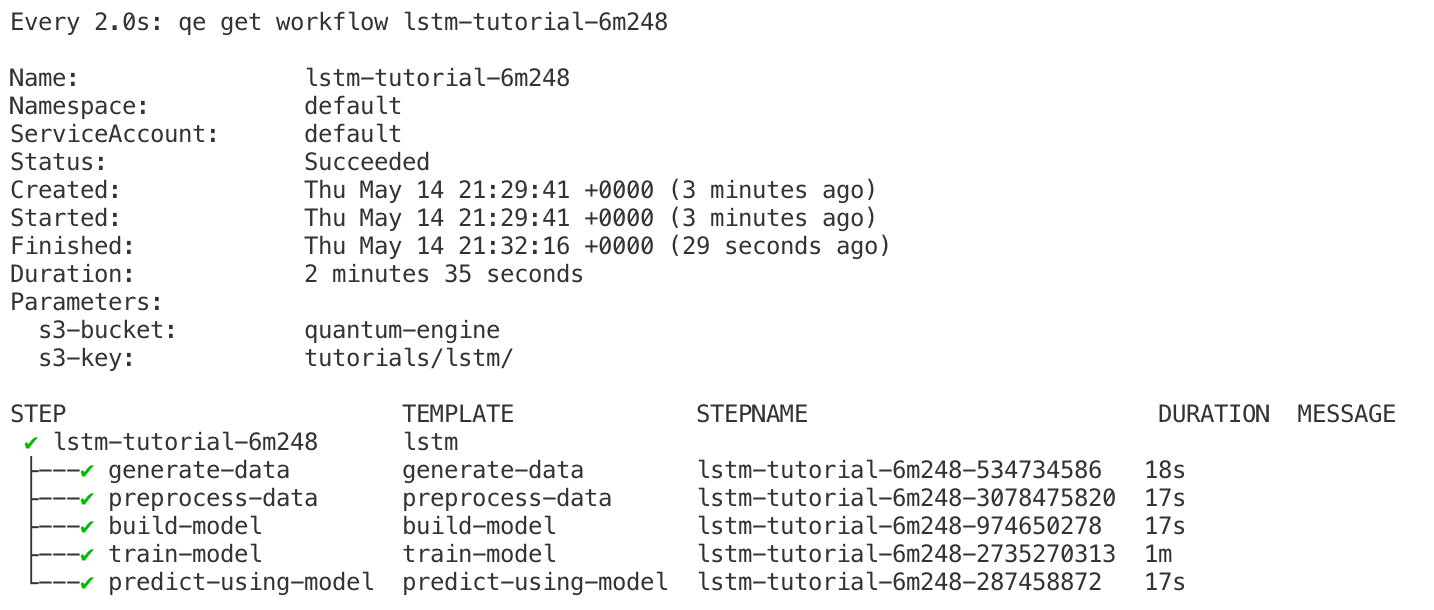 Every 2.0s: qe get workflow lstm-tutorial-6m248
Name: lstm-tutorial-6m248
Namespace: default
ServiceAccount: default
Status: Succeeded
Created: Thu May 14 21:29:41 +0000 (3 minutes ago)
Started: Thu May 14 21:29:41 +0000 (3 minutes ago)
Finished: Thu May 14 21:32:16 +0000 (29 seconds ago)
Duration: 2 minutes 35 seconds
Parameters:
s3-bucket: quantum-engine
s3-key: tutorials/lstm/
STEP TEMPLATE STEPNAME DURATION MESSAGE
✔ lstm-tutorial-6m248 lstm
├---✔ generate-data generate-data lstm-tutorial-6m248-534734586 18s
├---✔ preprocess-data preprocess-data lstm-tutorial-6m248-3078475820 17s
├---✔ build-model build-model lstm-tutorial-6m248-974650278 17s
├---✔ train-model train-model lstm-tutorial-6m248-2735270313 1m
└---✔ predict-using-model predict-using-model lstm-tutorial-6m248-287458872 17s